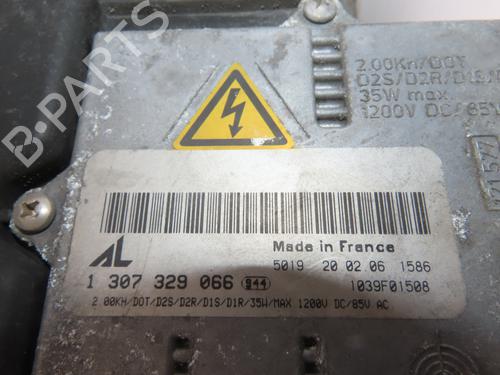 B-Parts
2.00Kh/DOT
D2S/D2R/D1S/
35W max.
1200V DC/85V
AL
Made in France
5019 20 02.06 1586
1 307 329 066 944
1039F01508
2 00KH/DOT/D2S/D2R/D1S/D1R/35W/MAX 1200V DC/85V AC